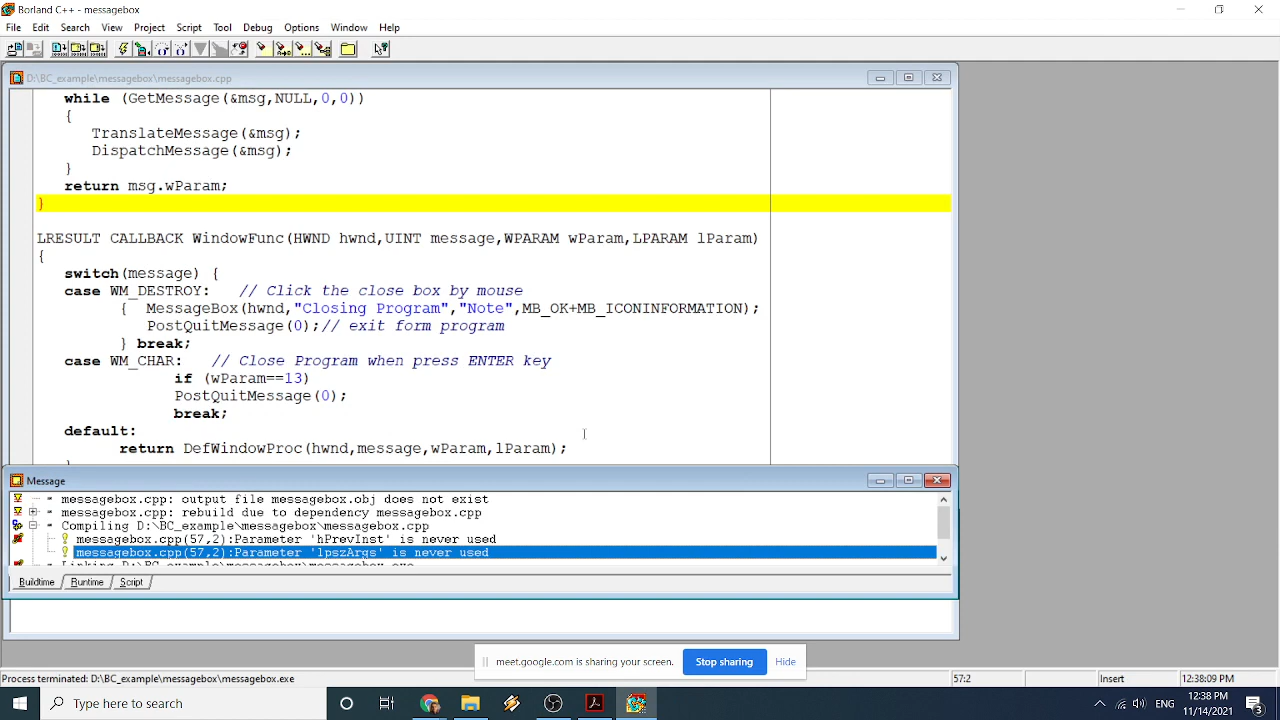 Borland C++ - messagebox
File Edit Search View Project Script Tool Debug Options Window Help
D:\BC_example\messagebox\messagebox.cpp
while (GetMessage(&msg,NULL,0,0))
{
TranslateMessage(&msg);
DispatchMessage(&msg);
}
return msg.wParam;
}
LRESULT CALLBACK WindowFunc(HWND hwnd,UINT message,WPARAM wParam,LPARAM lParam)
{
switch(message) {
case WM_DESTROY: // Click the close box by mouse
{ MessageBox(hwnd,"Closing Program","Note",MB_OK+MB_ICONINFORMATION);
PostQuitMessage(0);// exit form program
} break;
case WM_CHAR: // Close Program when press ENTER key
if (wParam==13)
PostQuitMessage(0);
break;
default:
return DefWindowProc(hwnd,message,wParam,lParam);
Message
messagebox.cpp: output file messagebox.obj does not exist
messagebox.cpp: rebuild due to dependency messagebox.cpp
Compiling D:\BC_example\messagebox\messagebox.cpp
messagebox.cpp(57,2):Parameter 'hPrevInst' is never used
messagebox.cpp(57,2):Parameter 'lpszArgs' is never used
Linking D:\BC_example\messagebox\messagebox.exe
Buildtime Runtime Script
meet.google.com is sharing your screen. Stop sharing Hide
Process terminated: D:\BC_example\messagebox\messagebox.exe 57:2 Insert 12:38:09 PM
Type here to search ENG 12:38 PM
11/14/2021